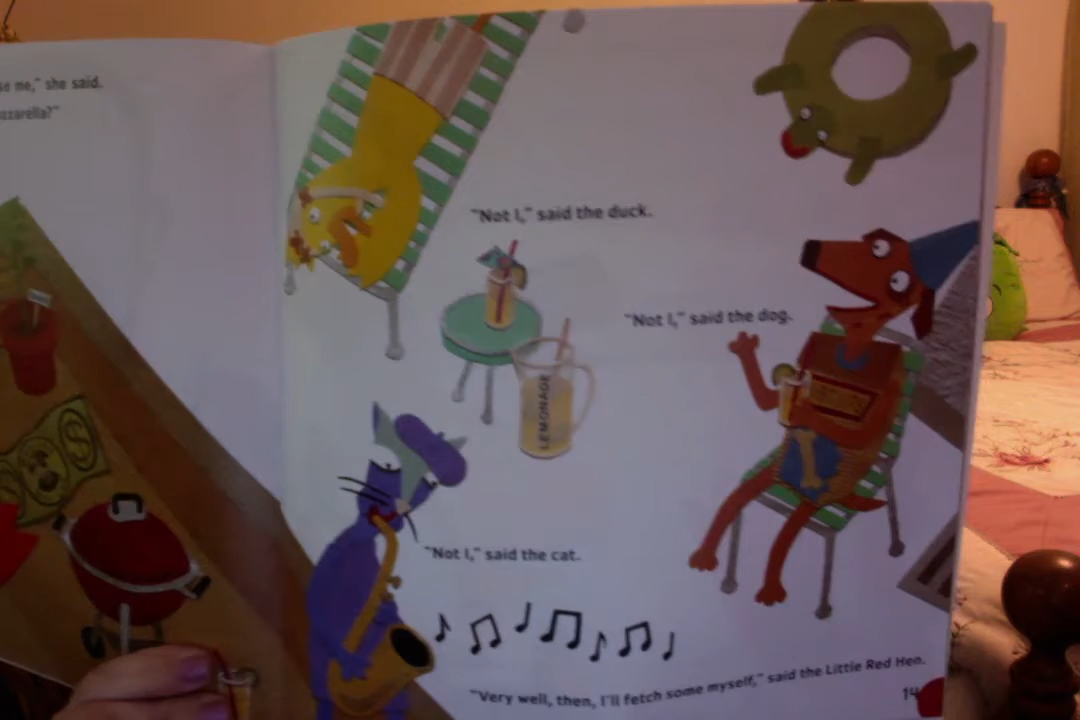 me," she said.
"Not I," said the duck.
"Not I," said the dog.
LEMONADE
"Not I," said the cat.
"Very well, then, I'll fetch some myself," said the Little Red Hen.
14